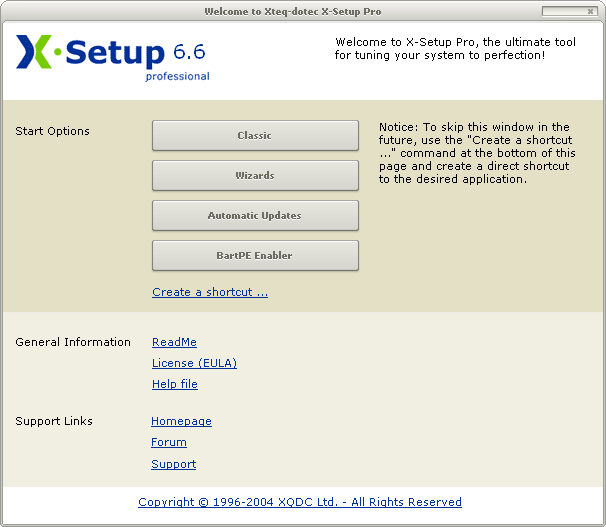 Welcome to Xteq-dotec X-Setup Pro
X-Setup 6.6
professional
Welcome to X-Setup Pro, the ultimate tool
for tuning your system to perfection!
Start Options
Classic
Wizards
Automatic Updates
BartPE Enabler
Create a shortcut ...
Notice: To skip this window in the
future, use the "Create a shortcut
..." command at the bottom of this
page and create a direct shortcut
to the desired application.
General Information
ReadMe
License (EULA)
Help file
Support Links
Homepage
Forum
Support
Copyright © 1996-2004 XQDC Ltd. - All Rights Reserved